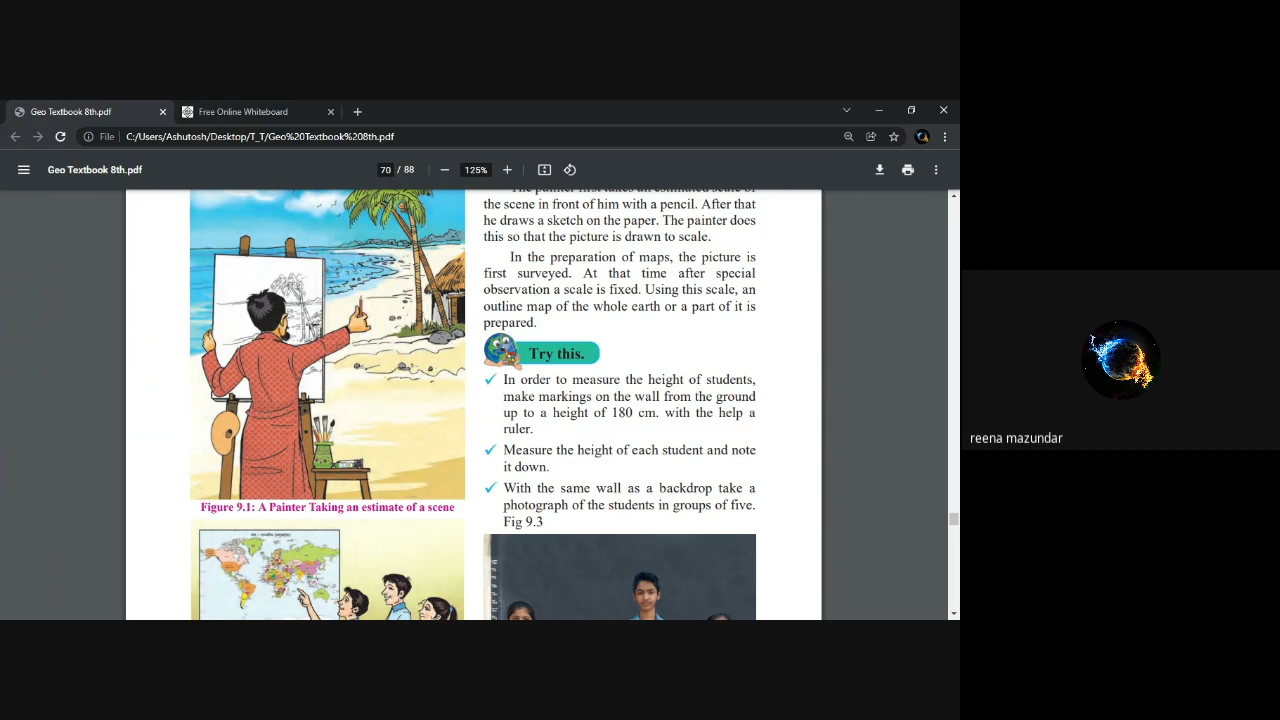 Geo Textbook 8th.pdf
Free Online Whiteboard
File
C:/Users/Ashutosh/Desktop/T_T/Geo%20Textbook%208th.pdf
Geo Textbook 8th.pdf
70 / 88
125%
The painter first takes an estimated scale of
the scene in front of him with a pencil. After that
he draws a sketch on the paper. The painter does
this so that the picture is drawn to scale.
In the preparation of maps, the picture is
first surveyed. At that time after special
observation a scale is fixed. Using this scale, an
outline map of the whole earth or a part of it is
prepared.
Try this.
In order to measure the height of students,
make markings on the wall from the ground
up to a height of 180 cm. with the help a
ruler.
Measure the height of each student and note
it down.
With the same wall as a backdrop take a
photograph of the students in groups of five.
Fig 9.3
Figure 9.1: A Painter Taking an estimate of a scene
reena mazundar